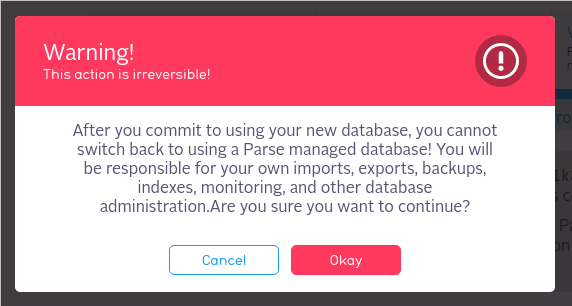 Warning!
This action is irreversible!
After you commit to using your new database, you cannot
switch back to using a Parse managed database! You will
be responsible for your own imports, exports, backups,
indexes, monitoring, and other database
administration.Are you sure you want to continue?
Cancel
Okay